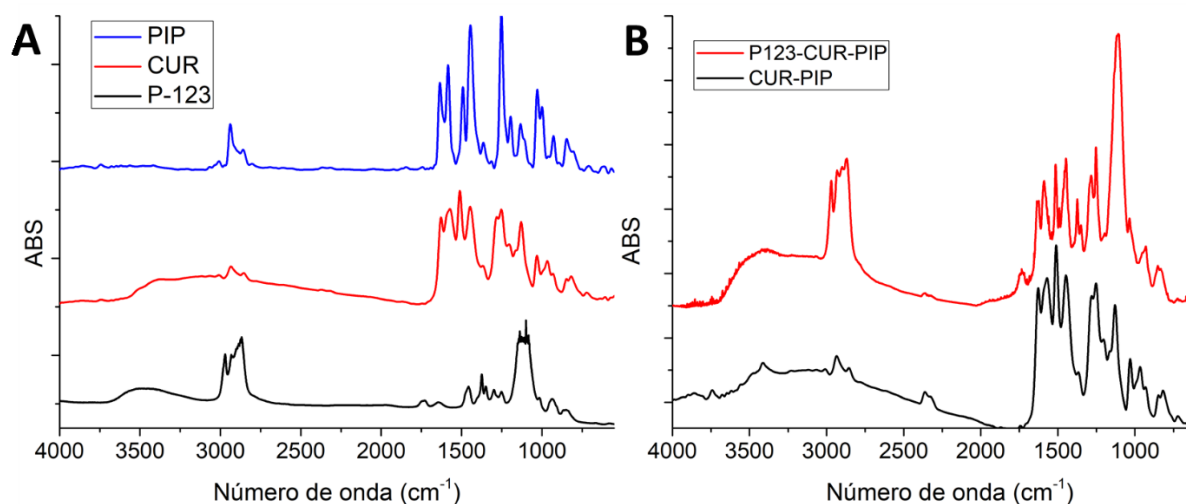 A
PIP
CUR
P-123
ABS
4000 3500 3000 2500 2000 1500 1000
Número de onda (cm-1)
B
P123-CUR-PIP
CUR-PIP
ABS
4000 3500 3000 2500 2000 1500 1000
Número de onda (cm-1)